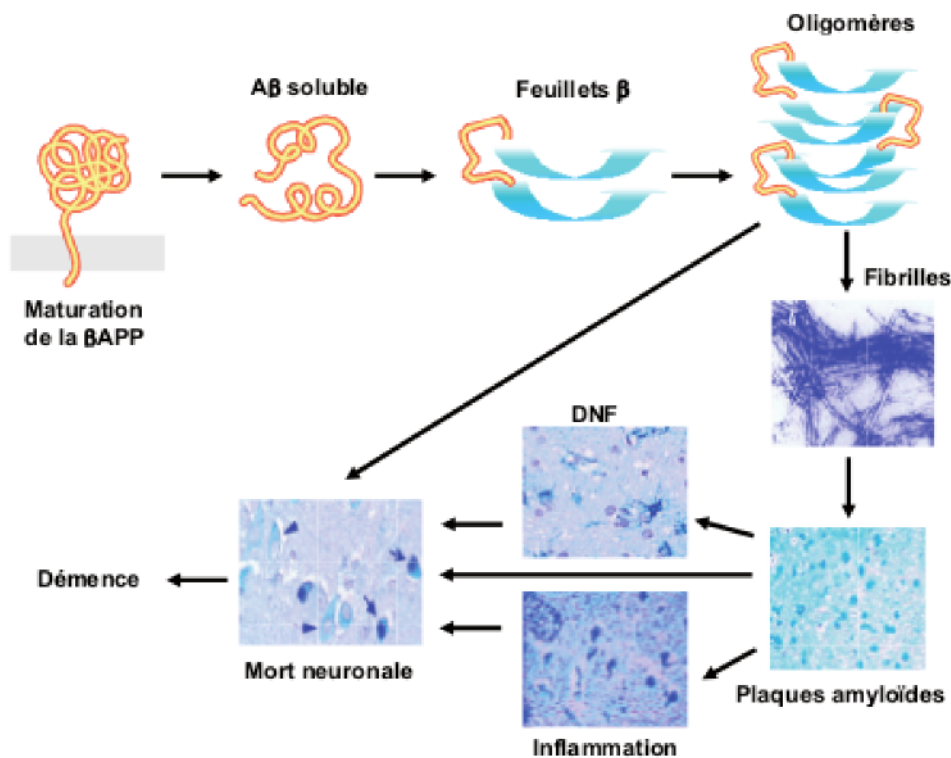 Oligomères
Aβ soluble
Feuillets β
Maturation
de la βAPP
Fibrilles
DNF
Démence
Mort neuronale
Inflammation
Plaques amyloïdes